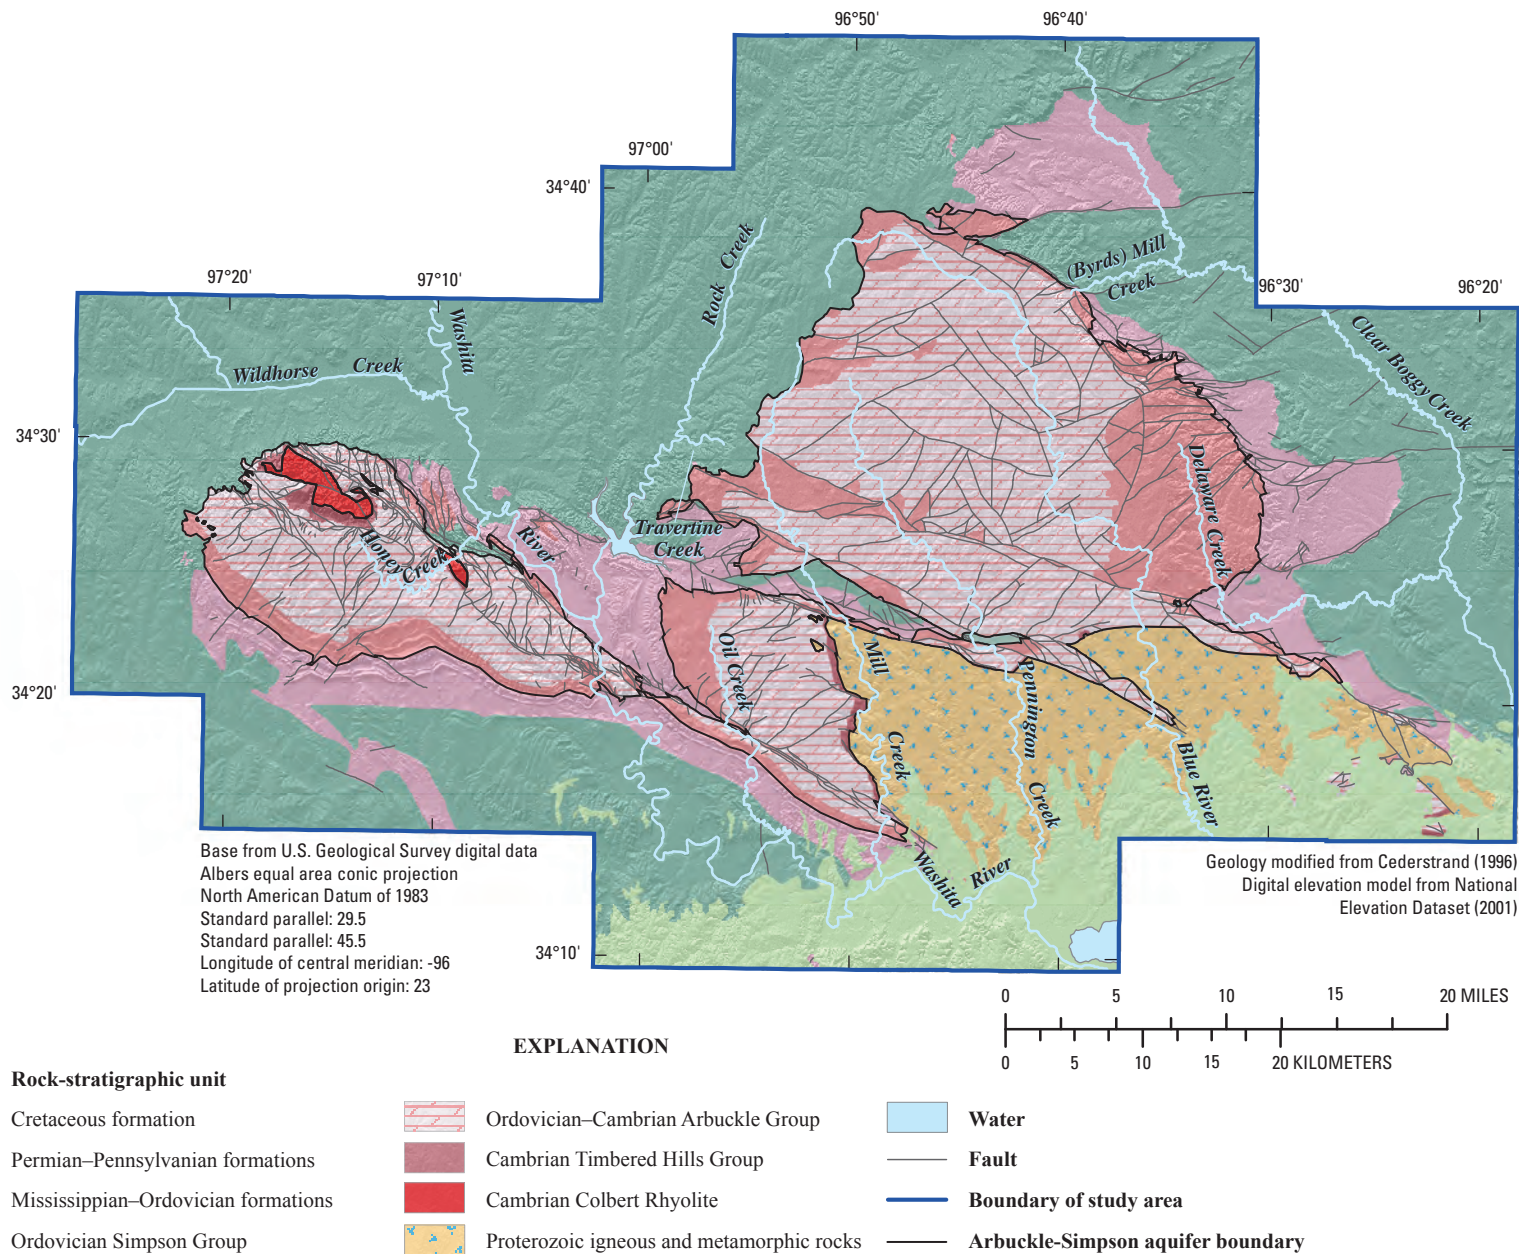 96°50'
96°40'
97°00'
34°40'
97°20'
97°10'
96°30'
96°20'
Rock Creek
(Byrds) Mill
Creek
Washita
Clear Boggy Creek
Wildhorse Creek
34°30'
Delaware Creek
Honey
Creek
River
Travertine
Creek
Oil Creek
Mill
Creek
Pennington
Creek
Blue River
34°20'
Washita
River
34°10'
Base from U.S. Geological Survey digital data
Albers equal area conic projection
North American Datum of 1983
Standard parallel: 29.5
Standard parallel: 45.5
Longitude of central meridian: -96
Latitude of projection origin: 23
Geology modified from Cederstrand (1996)
Digital elevation model from National
Elevation Dataset (2001)
0 5 10 15 20 MILES
0 5 10 15 20 KILOMETERS
EXPLANATION
Rock-stratigraphic unit
Cretaceous formation
Permian–Pennsylvanian formations
Mississippian–Ordovician formations
Ordovician Simpson Group
Ordovician–Cambrian Arbuckle Group
Cambrian Timbered Hills Group
Cambrian Colbert Rhyolite
Proterozoic igneous and metamorphic rocks
Water
Fault
Boundary of study area
Arbuckle-Simpson aquifer boundary